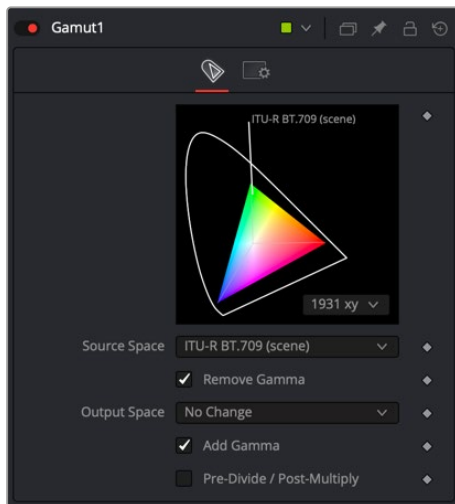 Gamut1
ITU-R BT.709 (scene)
1931 xy
Source Space ITU-R BT.709 (scene)
Remove Gamma
Output Space No Change
Add Gamma
Pre-Divide / Post-Multiply